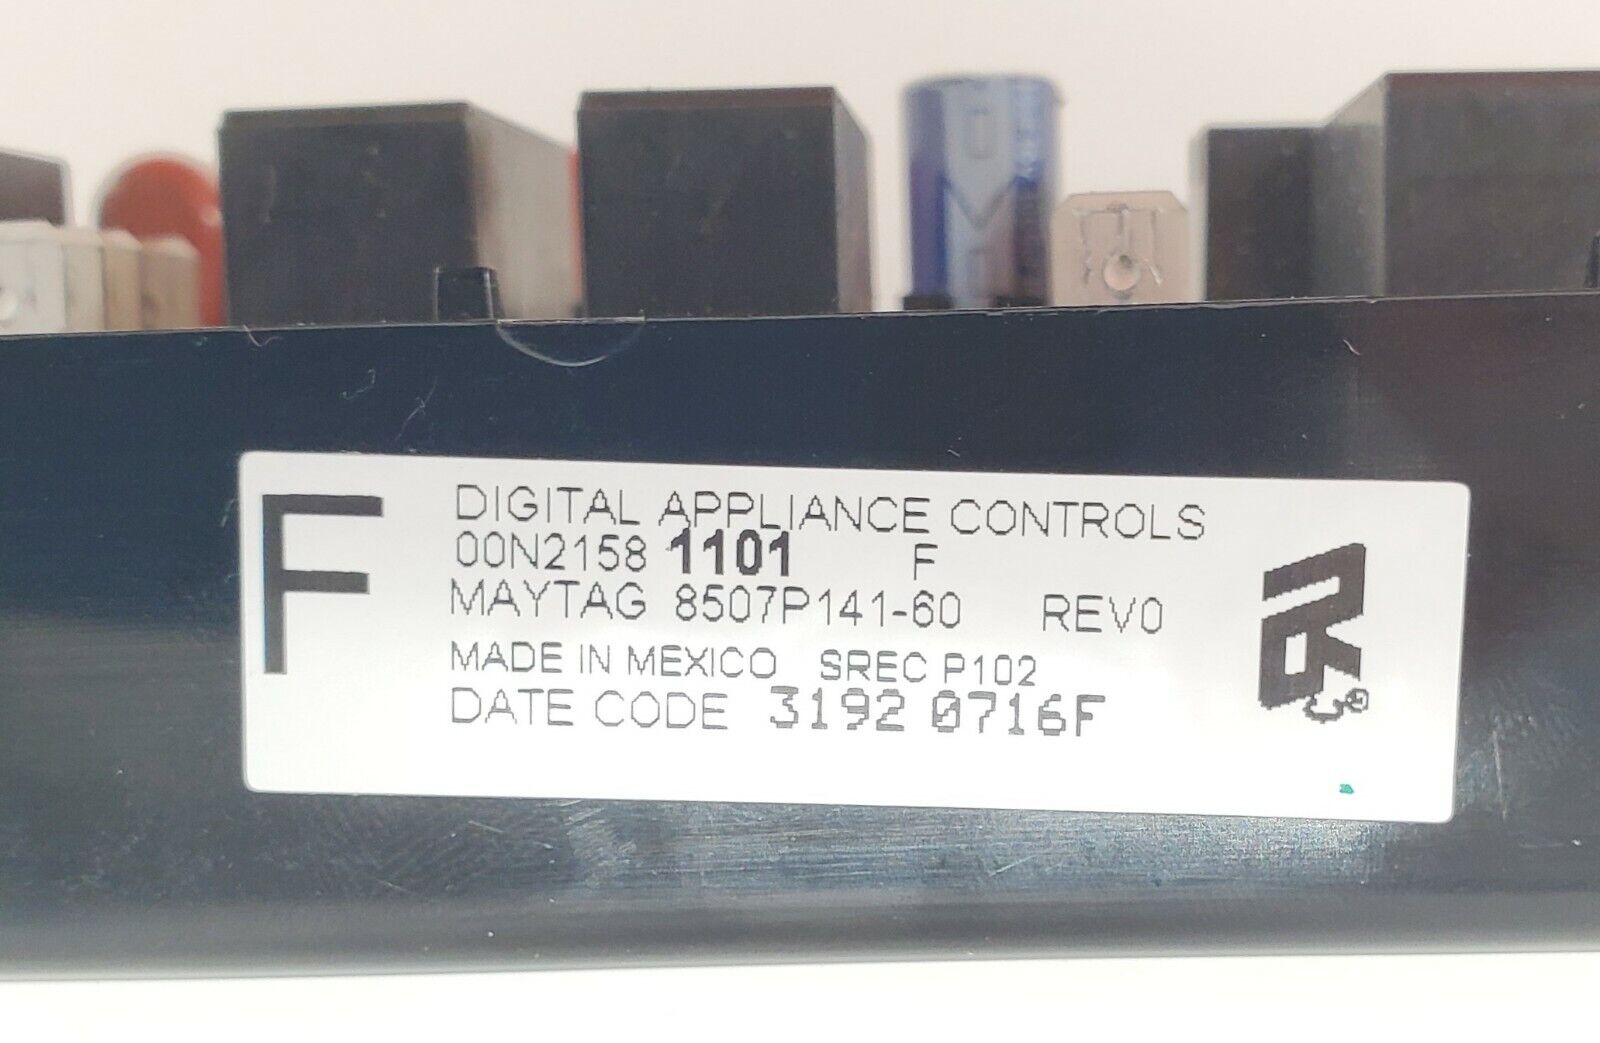 F
DIGITAL APPLIANCE CONTROLS
00N2158 1101 F
MAYTAG 8507P141-60 REV0
MADE IN MEXICO SREC P102
DATE CODE 3192 0716F